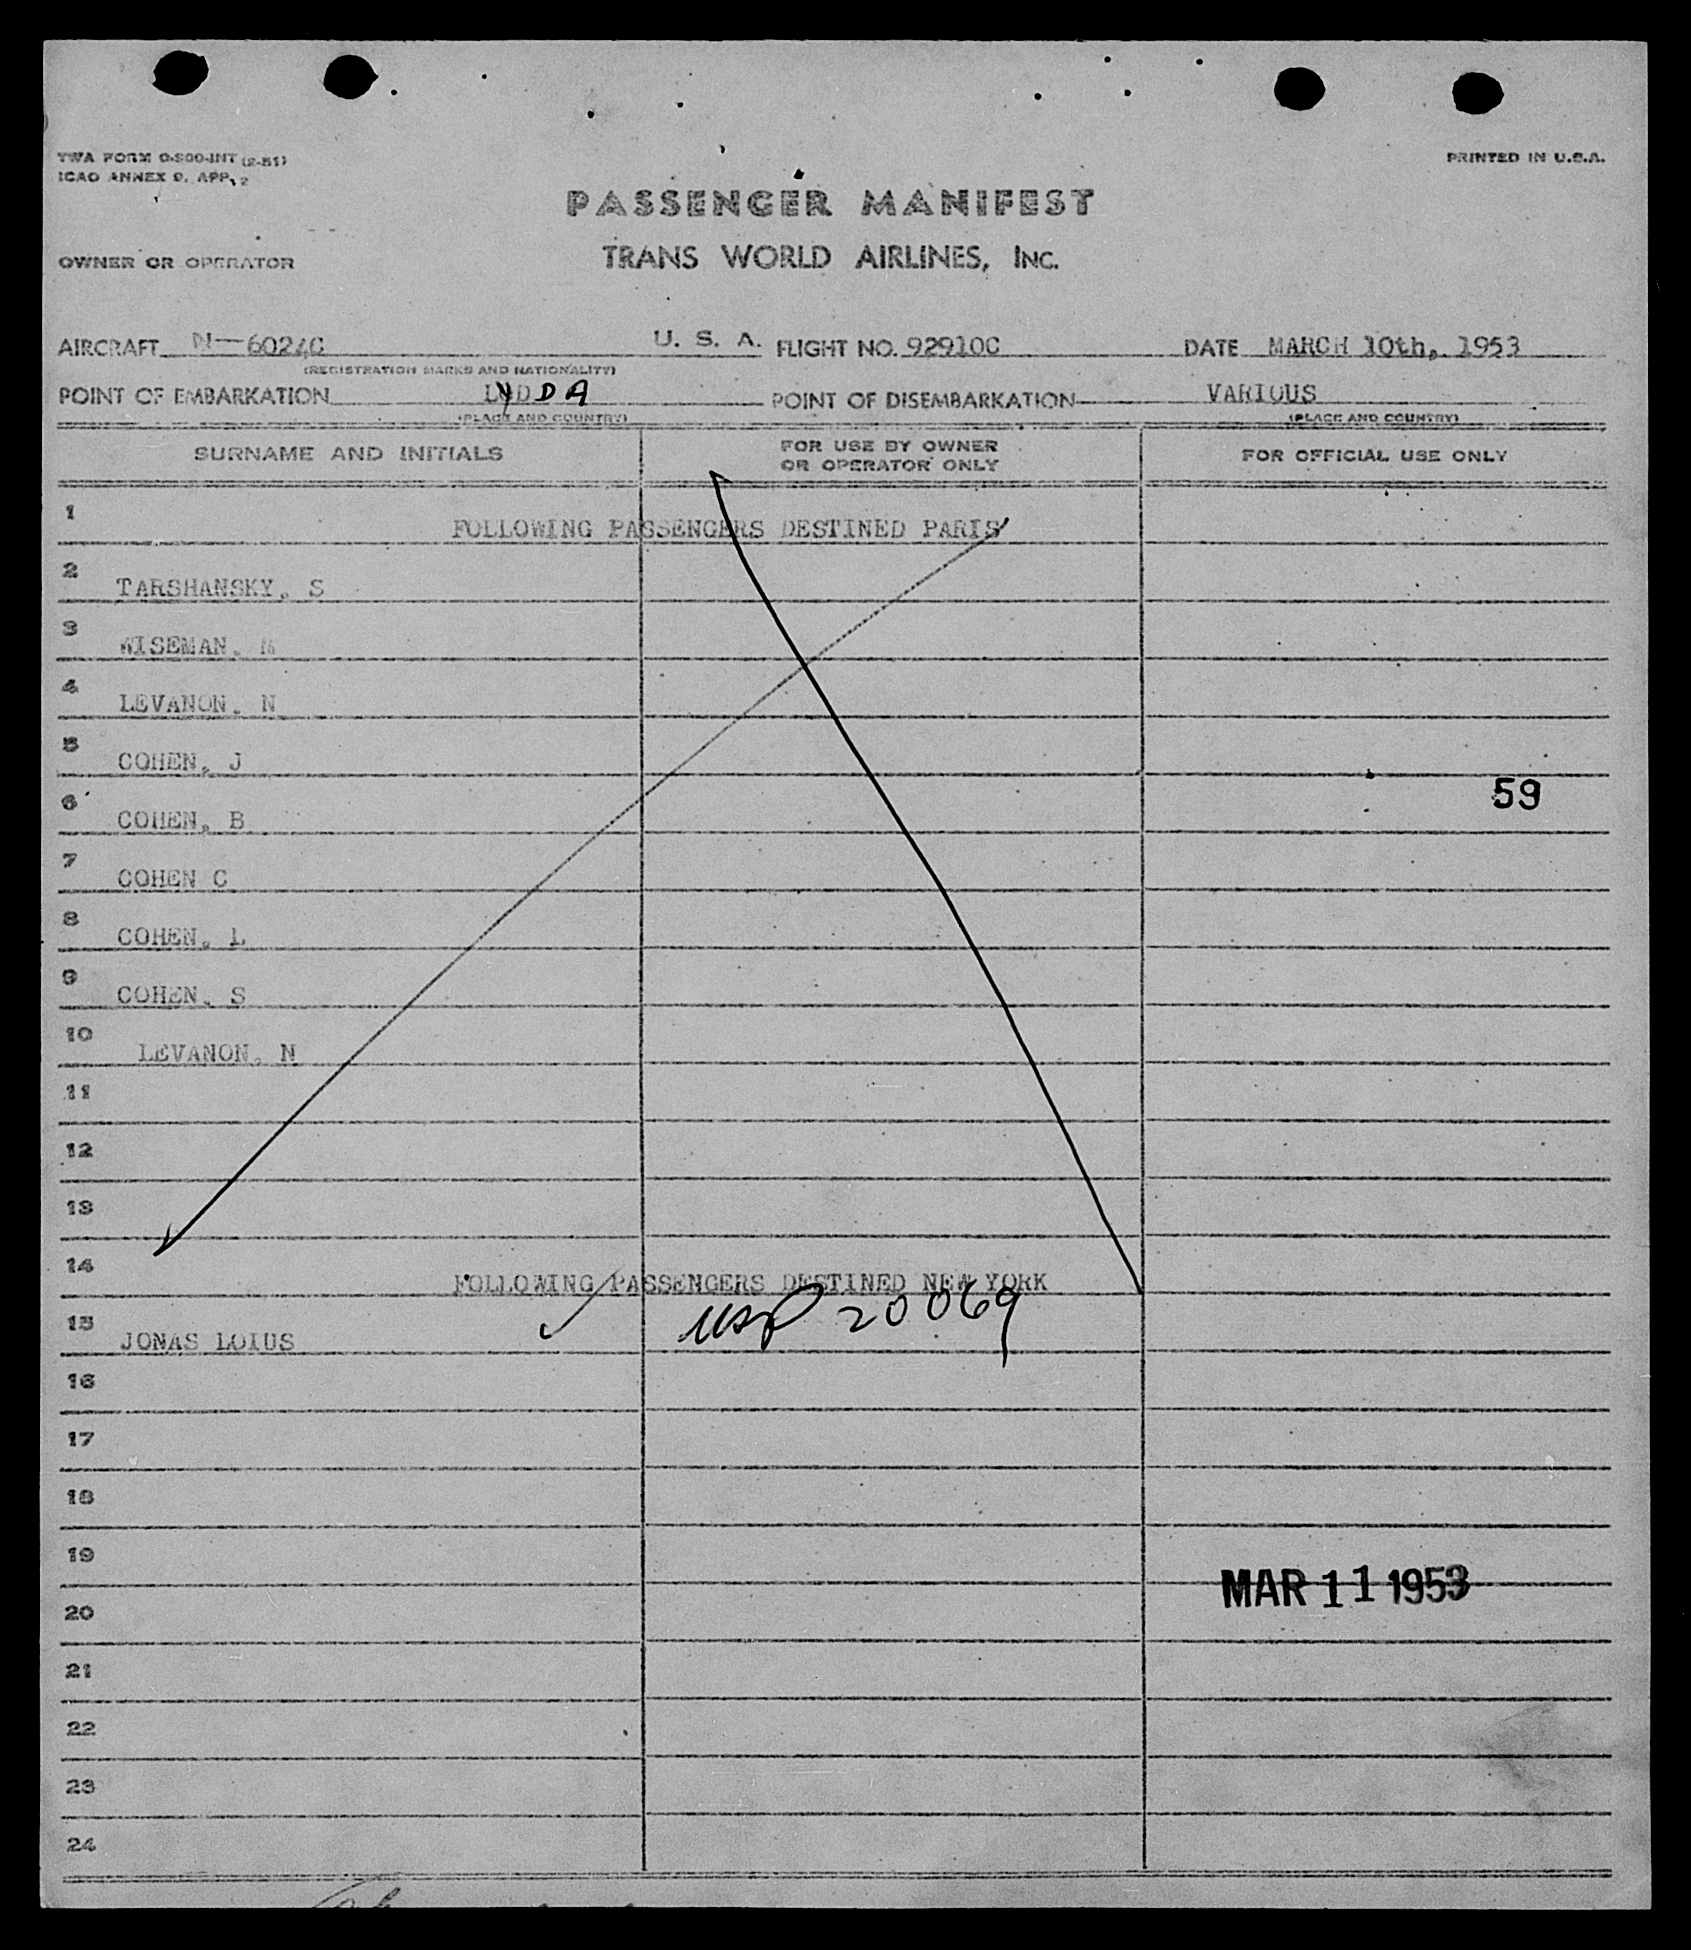 TWA FORM O-800-INT (2-51)
ICAO ANNEX 9, APP. 2
PRINTED IN U.S.A.
PASSENGER MANIFEST
OWNER OR OPERATOR
TRANS WORLD AIRLINES, INC.
AIRCRAFT N-6024C U. S. A. FLIGHT NO. 92910C DATE MARCH 10th, 1953
(REGISTRATION MARKS AND NATIONALITY)
POINT OF EMBARKATION LYDDA POINT OF DISEMBARKATION VARIOUS
(PLACE AND COUNTRY) (PLACE AND COUNTRY)
SURNAME AND INITIALS FOR USE BY OWNER OR OPERATOR ONLY FOR OFFICIAL USE ONLY
1 FOLLOWING PASSENGERS DESTINED PARIS
2 TARSHANSKY, S
3 WISEMAN. M
4 LEVANON. N
5 COHEN, J
6 COHEN, B 59
7 COHEN C
8 COHEN, L
9 COHEN. S
10 LEVANON, N
11
12
13
14 FOLLOWING PASSENGERS DESTINED NEW YORK
15 JONAS LOIUS USP 20069
16
17
18
19
MAR 11 1953
20
21
22
23
24